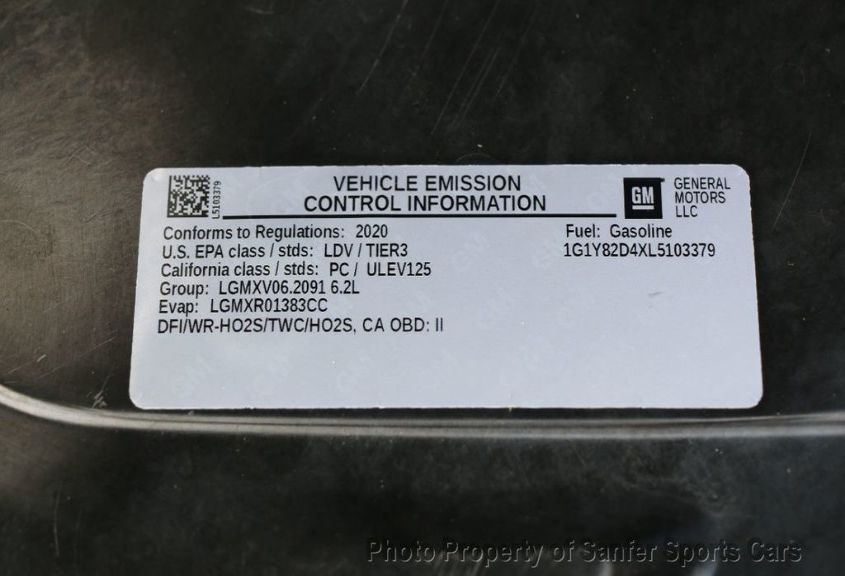 L5103379
VEHICLE EMISSION
CONTROL INFORMATION
GM
GENERAL
MOTORS
LLC
Conforms to Regulations: 2020
Fuel: Gasoline
U.S. EPA class / stds: LDV / TIER3
1G1Y82D4XL5103379
California class / stds: PC / ULEV125
Group: LGMXV06.2091 6.2L
Evap: LGMXR01383CC
DFI/WR-HO2S/TWC/HO2S, CA OBD: II
Photo Property of Sanfer Sports Cars